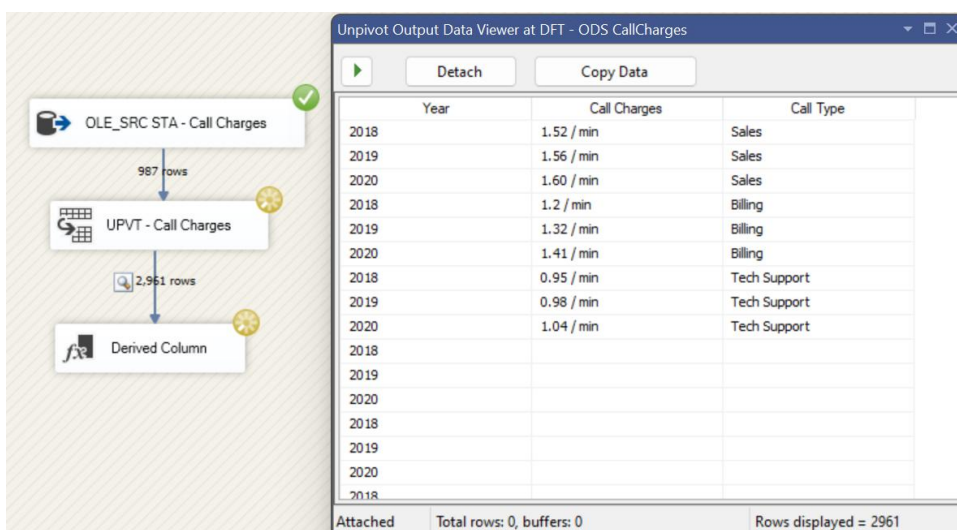 OLE_SRC STA - Call Charges
987 rows
UPVT - Call Charges
2,961 rows
Derived Column
Unpivot Output Data Viewer at DFT - ODS CallCharges
Detach Copy Data
Year Call Charges Call Type
2018 1.52 / min Sales
2019 1.56 / min Sales
2020 1.60 / min Sales
2018 1.2 / min Billing
2019 1.32 / min Billing
2020 1.41 / min Billing
2018 0.95 / min Tech Support
2019 0.98 / min Tech Support
2020 1.04 / min Tech Support
2018
2019
2020
2018
2019
2020
2018
Attached Total rows: 0, buffers: 0 Rows displayed = 2961